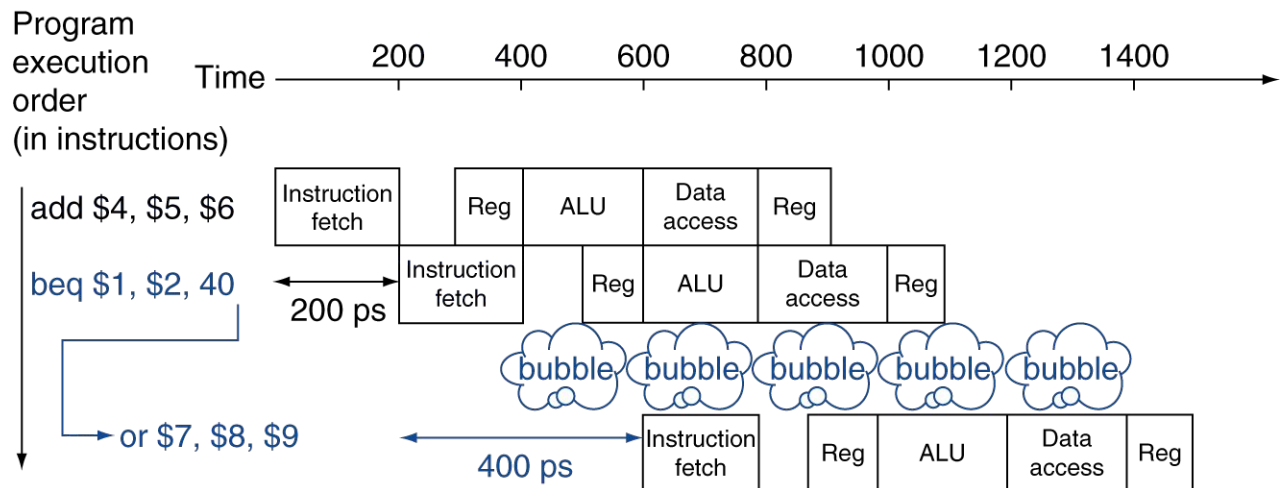 Program
execution
order
(in instructions)
Time
200 400 600 800 1000 1200 1400
add $4, $5, $6
Instruction
fetch
Reg
ALU
Data
access
Reg
beq $1, $2, 40
200 ps
Instruction
fetch
Reg
ALU
Data
access
Reg
bubble bubble bubble bubble bubble
or $7, $8, $9
400 ps
Instruction
fetch
Reg
ALU
Data
access
Reg